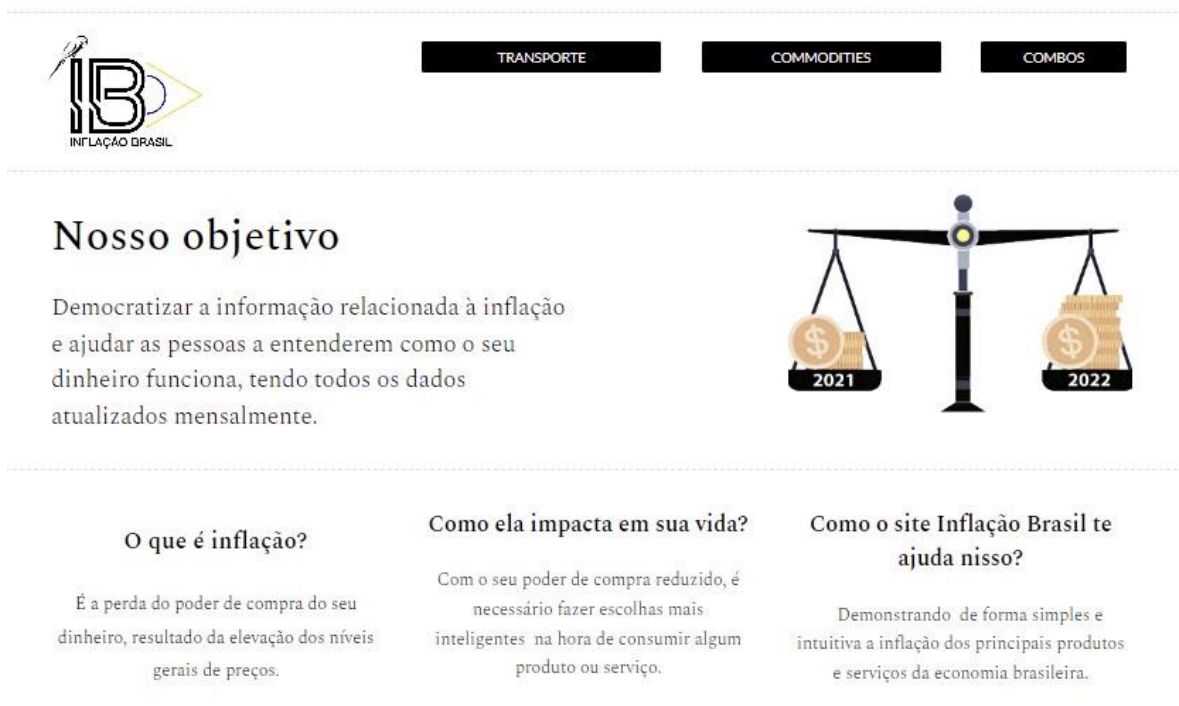 TRANSPORTE
COMMODITIES
COMBOS
IB
INFLAÇÃO BRASIL
Nosso objetivo
Democratizar a informação relacionada à inflação
e ajudar as pessoas a entenderem como o seu
dinheiro funciona, tendo todos os dados
atualizados mensalmente.
$
2021
$
2022
O que é inflação?
É a perda do poder de compra do seu
dinheiro, resultado da elevação dos níveis
gerais de preços.
Como ela impacta em sua vida?
Com o seu poder de compra reduzido, é
necessário fazer escolhas mais
inteligentes na hora de consumir algum
produto ou serviço.
Como o site Inflação Brasil te
ajuda nisso?
Demonstrando de forma simples e
intuitiva a inflação dos principais produtos
e serviços da economia brasileira.